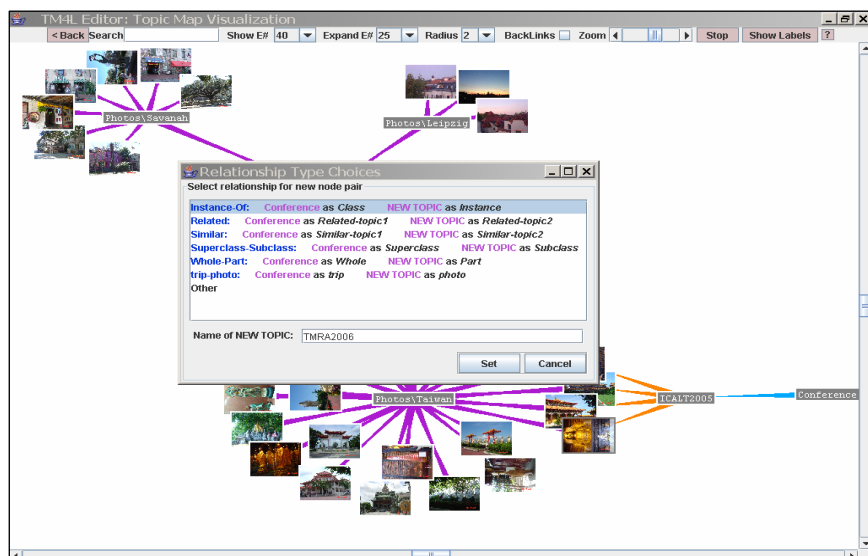 TM4L Editor: Topic Map Visualization
< Back Search Show E# 40 Expand E# 25 Radius 2 BackLinks Zoom Stop Show Labels ?
Photos\Savanah
Photos\Leipzig
Relationship Type Choices
Select relationship for new node pair
Instance-Of: Conference as Class NEW TOPIC as Instance
Related: Conference as Related-topic1 NEW TOPIC as Related-topic2
Similar: Conference as Similar-topic1 NEW TOPIC as Similar-topic2
Superclass-Subclass: Conference as Superclass NEW TOPIC as Subclass
Whole-Part: Conference as Whole NEW TOPIC as Part
trip-photo: Conference as trip NEW TOPIC as photo
Other
Name of NEW TOPIC: TMRA2006
Set Cancel
Photos\Taiwan ICALT2005 Conference